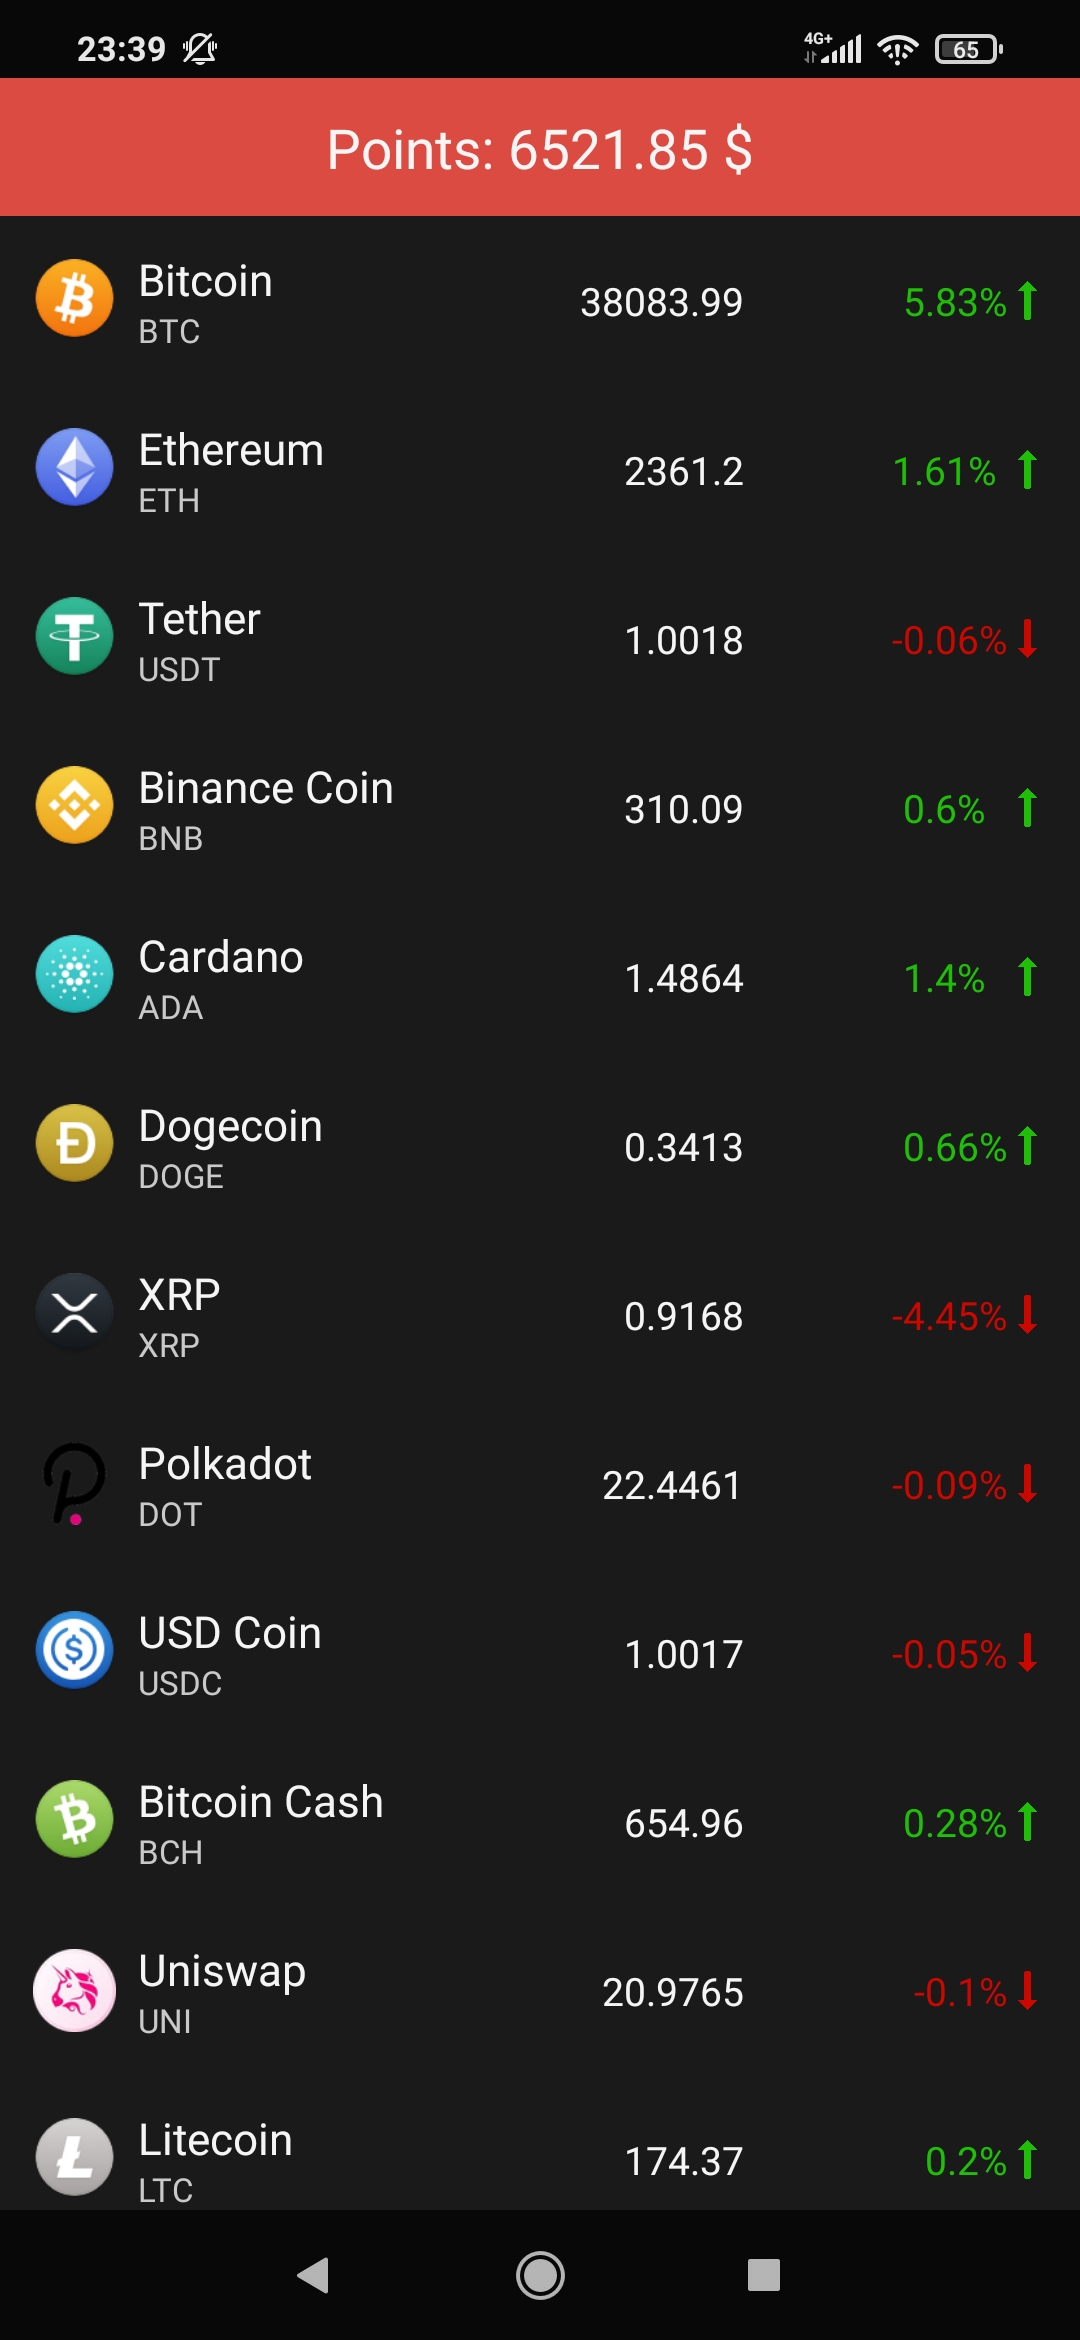 23:39 4G+ 65
Points: 6521.85 $
Bitcoin 38083.99 5.83%
BTC
Ethereum 2361.2 1.61%
ETH
Tether 1.0018 -0.06%
USDT
Binance Coin 310.09 0.6%
BNB
Cardano 1.4864 1.4%
ADA
Dogecoin 0.3413 0.66%
DOGE
XRP 0.9168 -4.45%
XRP
Polkadot 22.4461 -0.09%
DOT
USD Coin 1.0017 -0.05%
USDC
Bitcoin Cash 654.96 0.28%
BCH
Uniswap 20.9765 -0.1%
UNI
Litecoin 174.37 0.2%
LTC